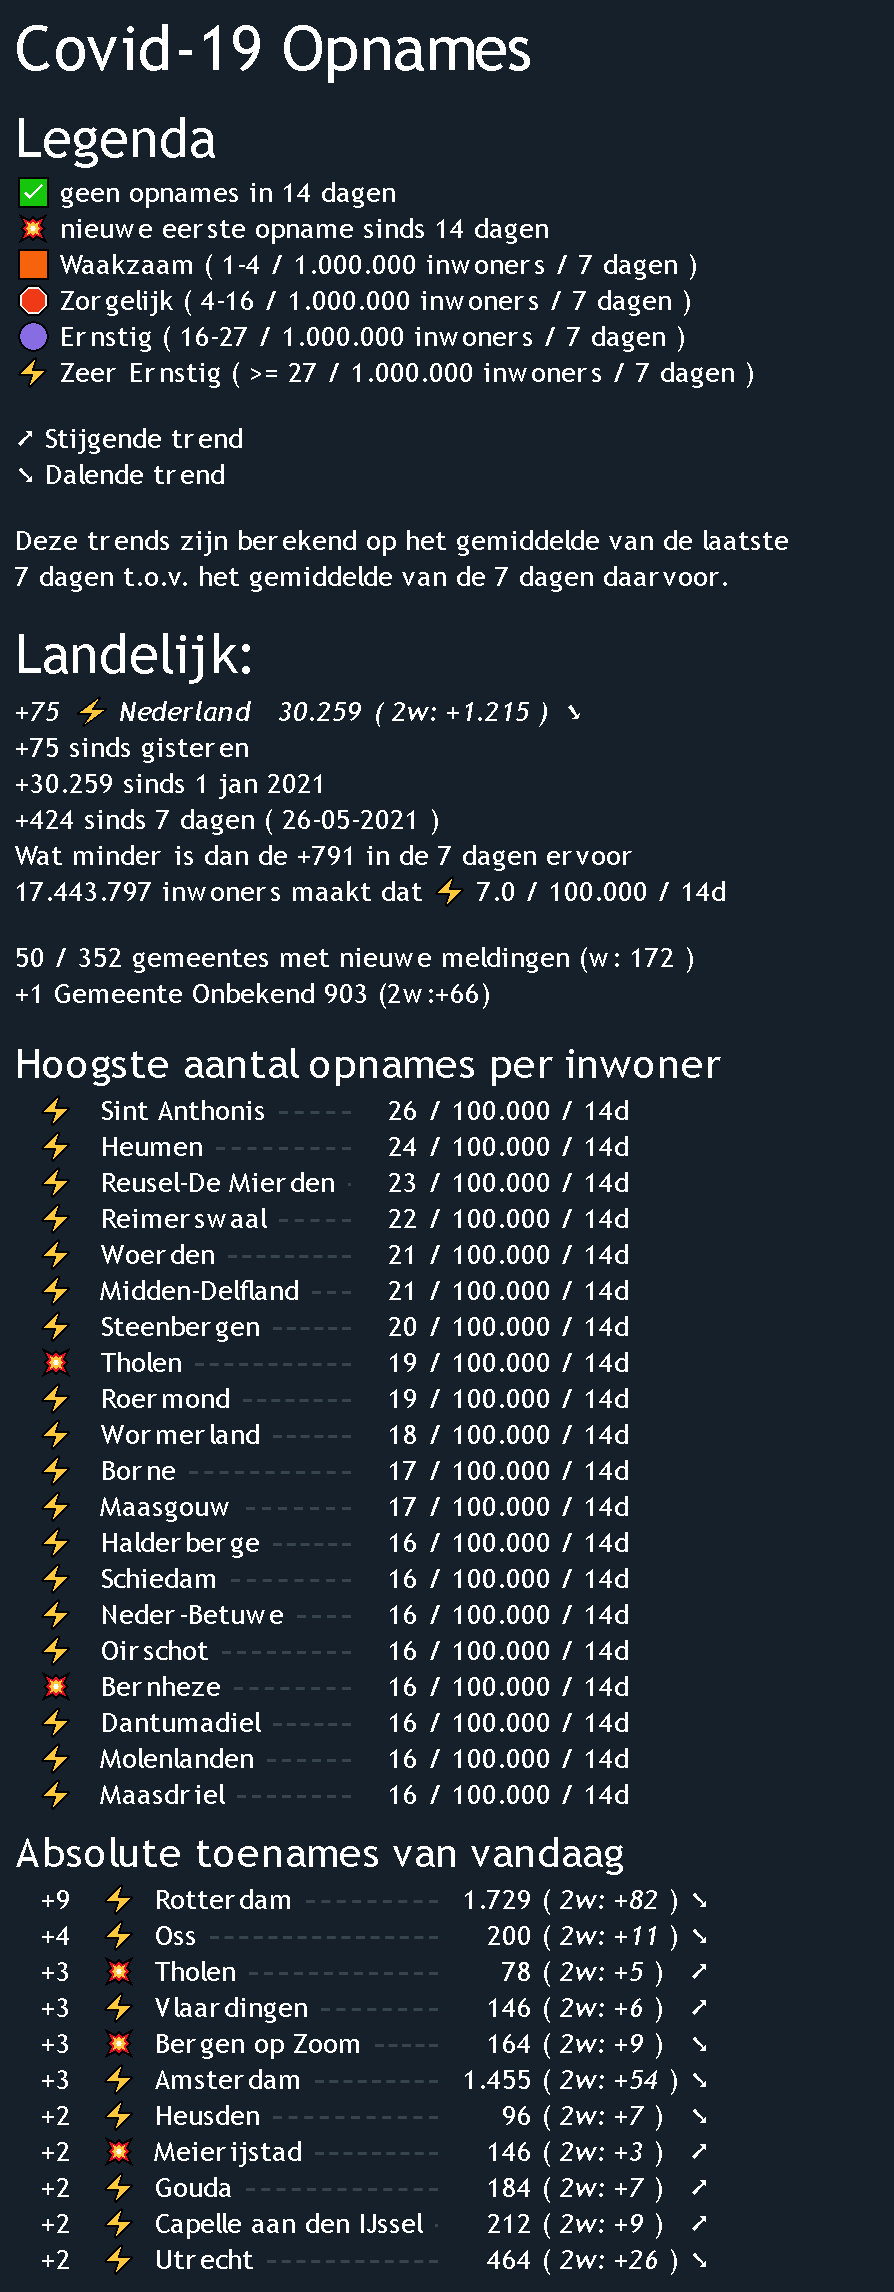 Covid-19 Opnames
Legenda
✅ geen opnames in 14 dagen
💥 nieuwe eerste opname sinds 14 dagen
🟧 Waakzaam ( 1-4 / 1.000.000 inwoners / 7 dagen )
🛑 Zorgelijk ( 4-16 / 1.000.000 inwoners / 7 dagen )
🟣 Ernstig ( 16-27 / 1.000.000 inwoners / 7 dagen )
⚡ Zeer Ernstig ( >= 27 / 1.000.000 inwoners / 7 dagen )
➚ Stijgende trend
➘ Dalende trend
Deze trends zijn berekend op het gemiddelde van de laatste
7 dagen t.o.v. het gemiddelde van de 7 dagen daarvoor.
Landelijk:
+75 ⚡ Nederland 30.259 ( 2w: +1.215 ) ➘
+75 sinds gisteren
+30.259 sinds 1 jan 2021
+424 sinds 7 dagen ( 26-05-2021 )
Wat minder is dan de +791 in de 7 dagen ervoor
17.443.797 inwoners maakt dat ⚡ 7.0 / 100.000 / 14d
50 / 352 gemeentes met nieuwe meldingen (w: 172 )
+1 Gemeente Onbekend 903 (2w:+66)
Hoogste aantal opnames per inwoner
⚡ Sint Anthonis ----- 26 / 100.000 / 14d
⚡ Heumen --------- 24 / 100.000 / 14d
⚡ Reusel-De Mierden - 23 / 100.000 / 14d
⚡ Reimerswaal ----- 22 / 100.000 / 14d
⚡ Woerden --------- 21 / 100.000 / 14d
⚡ Midden-Delfland --- 21 / 100.000 / 14d
⚡ Steenbergen ------ 20 / 100.000 / 14d
💥 Tholen ----------- 19 / 100.000 / 14d
⚡ Roermond -------- 19 / 100.000 / 14d
⚡ Wormerland ------ 18 / 100.000 / 14d
⚡ Borne ----------- 17 / 100.000 / 14d
⚡ Maasgouw ------- 17 / 100.000 / 14d
⚡ Halderberge ------ 16 / 100.000 / 14d
⚡ Schiedam -------- 16 / 100.000 / 14d
⚡ Neder-Betuwe ---- 16 / 100.000 / 14d
⚡ Oirschot --------- 16 / 100.000 / 14d
💥 Bernheze -------- 16 / 100.000 / 14d
⚡ Dantumadiel ------ 16 / 100.000 / 14d
⚡ Molenlanden ------ 16 / 100.000 / 14d
⚡ Maasdriel -------- 16 / 100.000 / 14d
Absolute toenames van vandaag
+9 ⚡ Rotterdam --------- 1.729 ( 2w: +82 ) ➘
+4 ⚡ Oss ---------------- 200 ( 2w: +11 ) ➘
+3 💥 Tholen ------------- 78 ( 2w: +5 ) ➚
+3 ⚡ Vlaardingen -------- 146 ( 2w: +6 ) ➚
+3 💥 Bergen op Zoom ----- 164 ( 2w: +9 ) ➘
+3 ⚡ Amsterdam --------- 1.455 ( 2w: +54 ) ➘
+2 ⚡ Heusden ------------ 96 ( 2w: +7 ) ➘
+2 💥 Meierijstad --------- 146 ( 2w: +3 ) ➚
+2 ⚡ Gouda ------------- 184 ( 2w: +7 ) ➚
+2 ⚡ Capelle aan den IJssel - 212 ( 2w: +9 ) ➚
+2 ⚡ Utrecht ------------ 464 ( 2w: +26 ) ➘